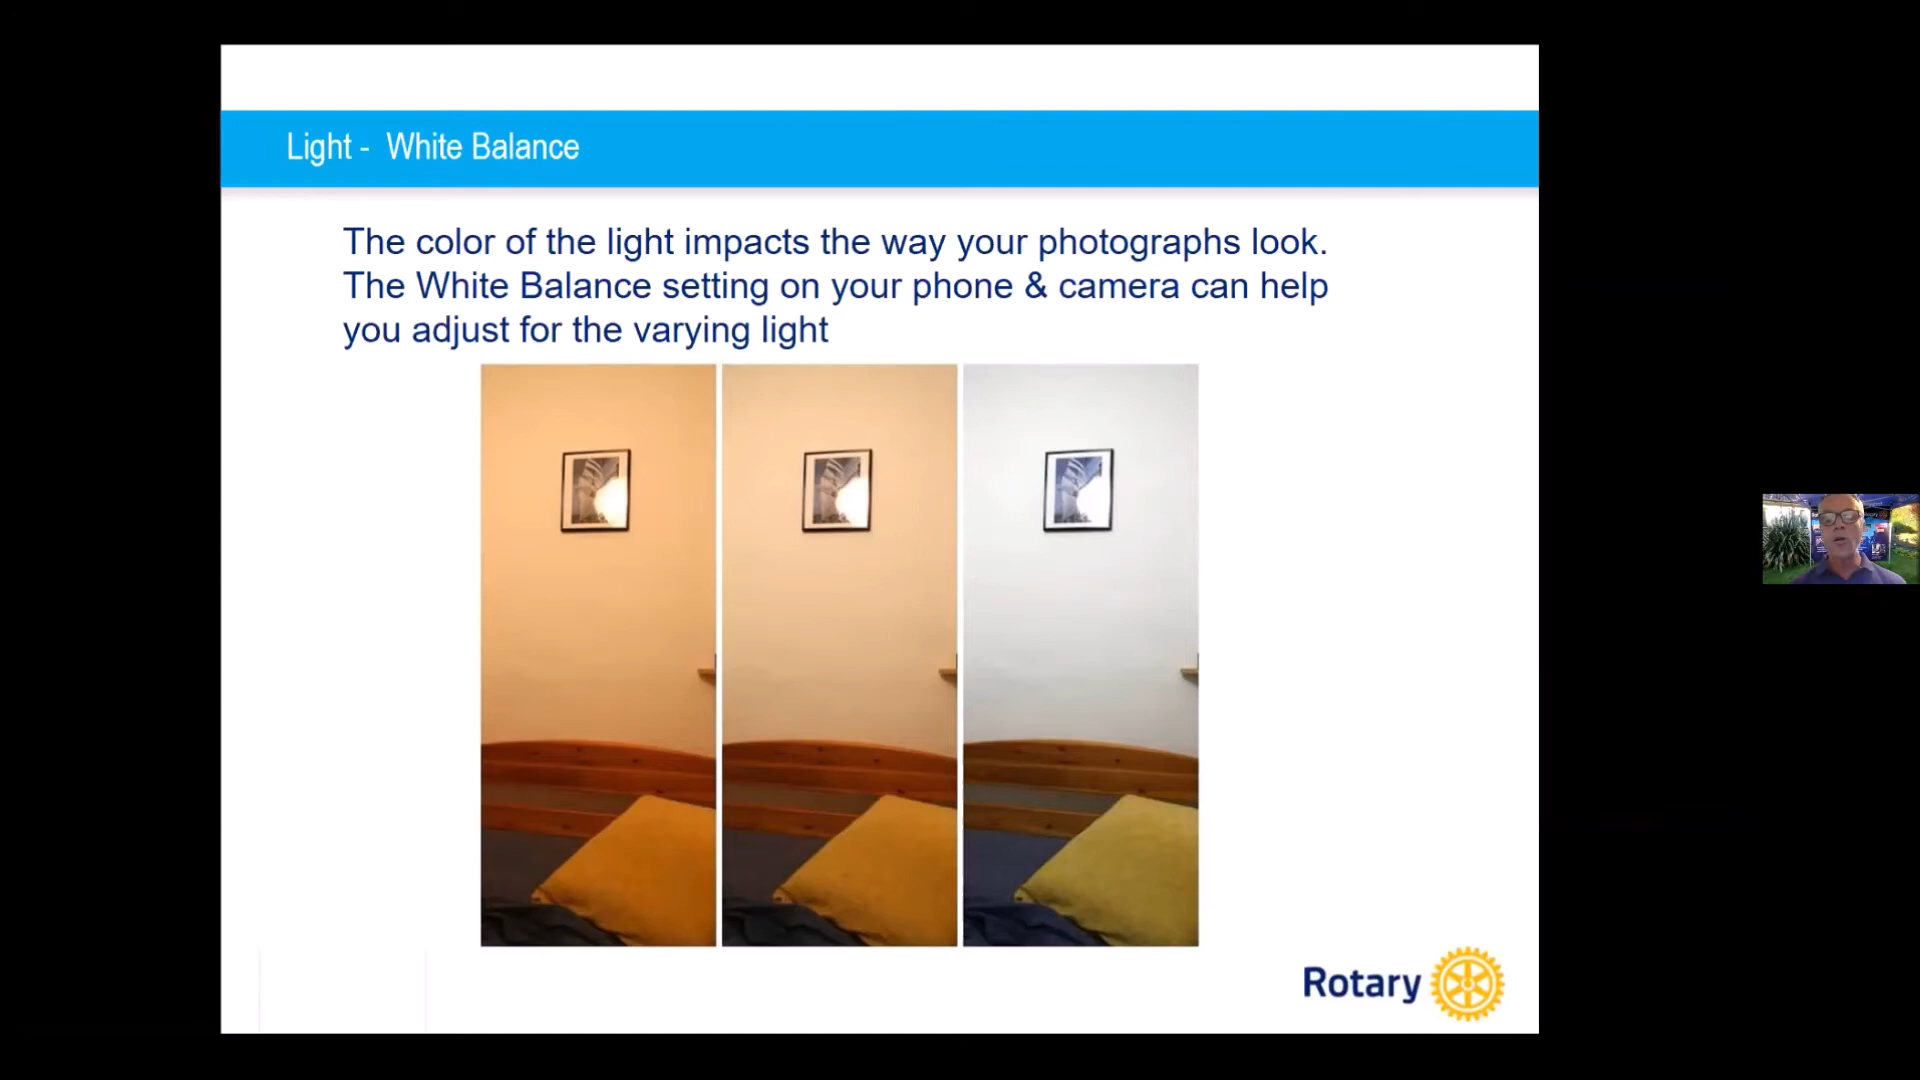 Light - White Balance
The color of the light impacts the way your photographs look.
The White Balance setting on your phone & camera can help
you adjust for the varying light
Rotary